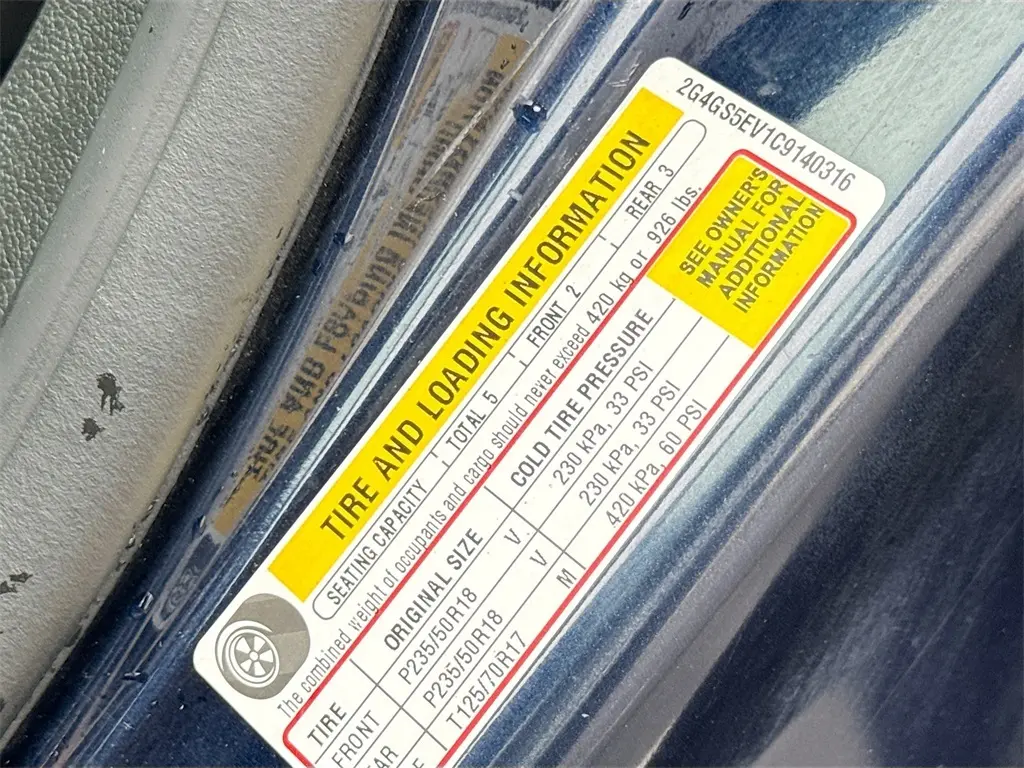 2G4GS5EV1C9140316
TIRE AND LOADING INFORMATION
SEATING CAPACITY TOTAL 5 FRONT 2 REAR 3
The combined weight of occupants and cargo should never exceed 420 kg or 926 lbs.
TIRE ORIGINAL SIZE COLD TIRE PRESSURE
FRONT P235/50R18 V 230 kPa, 33 PSI
AR P235/50R18 V 230 kPa, 33 PSI
E T125/70R17 M 420 kPa, 60 PSI
SEE OWNER'S
MANUAL FOR
ADDITIONAL
INFORMATION